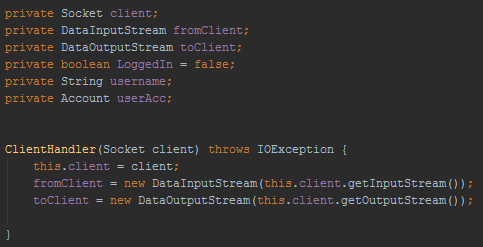 private Socket client;
private DataInputStream fromClient;
private DataOutputStream toClient;
private boolean LoggedIn = false;
private String username;
private Account userAcc;
ClientHandler(Socket client) throws IOException {
this.client = client;
fromClient = new DataInputStream(this.client.getInputStream());
toClient = new DataOutputStream(this.client.getOutputStream());
}